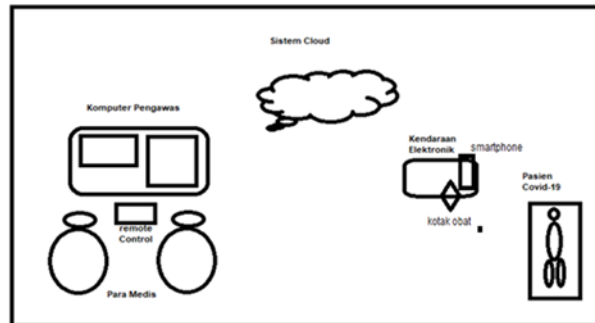 Sistem Cloud
Komputer Pengawas
Kendaraan
Elektronik
smartphone
Pasien
Covid-19
kotak obat
remote
Control
Para Medis